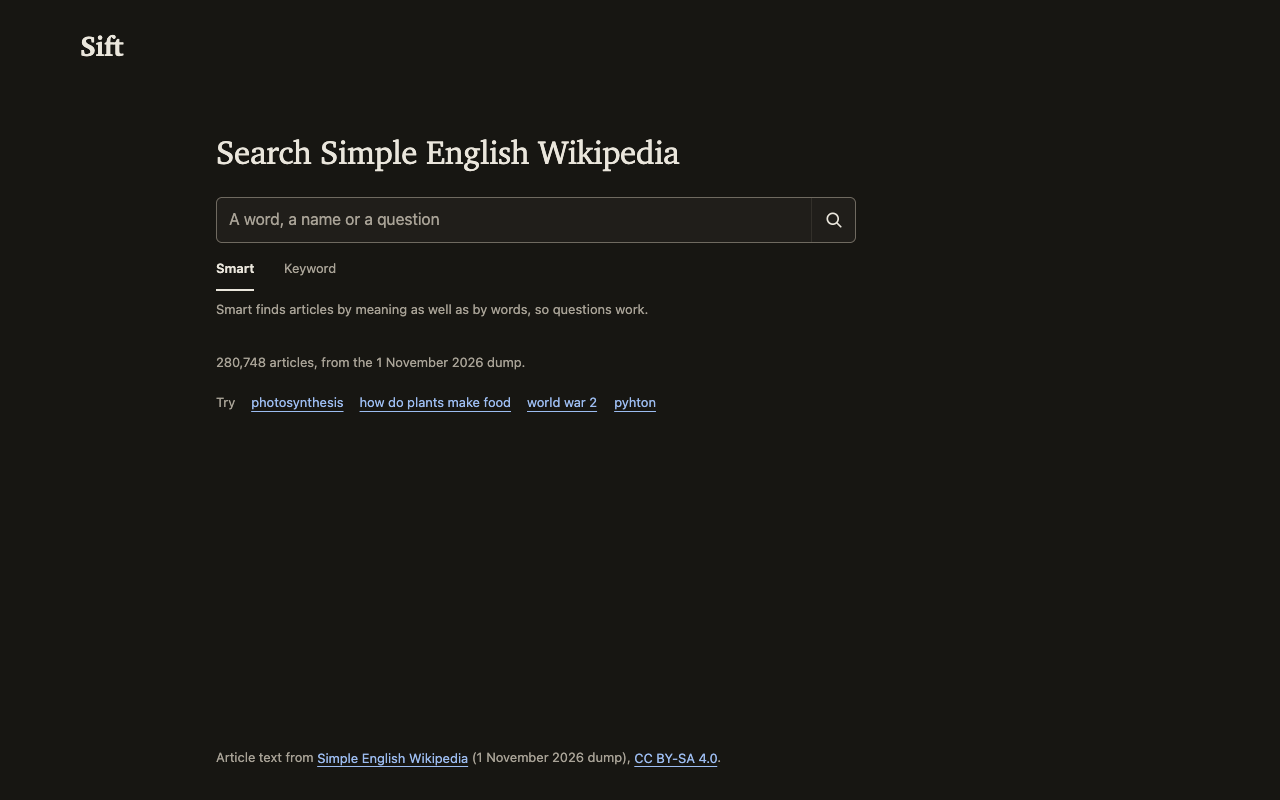 Sift
Search Simple English Wikipedia
A word, a name or a question
Smart Keyword
Smart finds articles by meaning as well as by words, so questions work.
280,748 articles, from the 1 November 2026 dump.
Try photosynthesis how do plants make food world war 2 pyhton
Article text from Simple English Wikipedia (1 November 2026 dump), CC BY-SA 4.0.